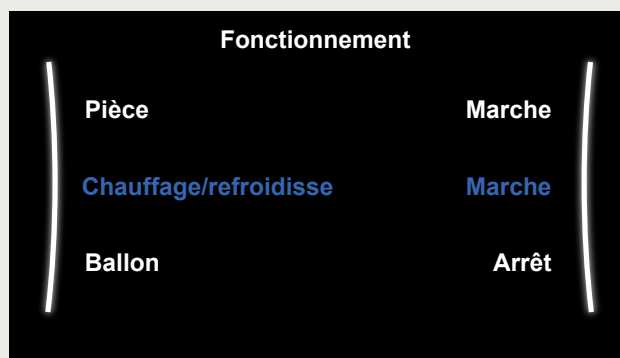 Fonctionnement
Pièce Marche
Chauffage/refroidisse Marche
Ballon Arrêt